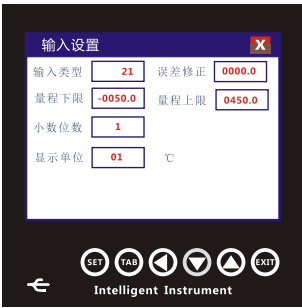 输入设置 X
输入类型 21 误差修正 0000.0
量程下限 -0050.0 量程上限 0450.0
小数位数 1
显示单位 01 ℃
SET TAB EXIT
Intelligent Instrument